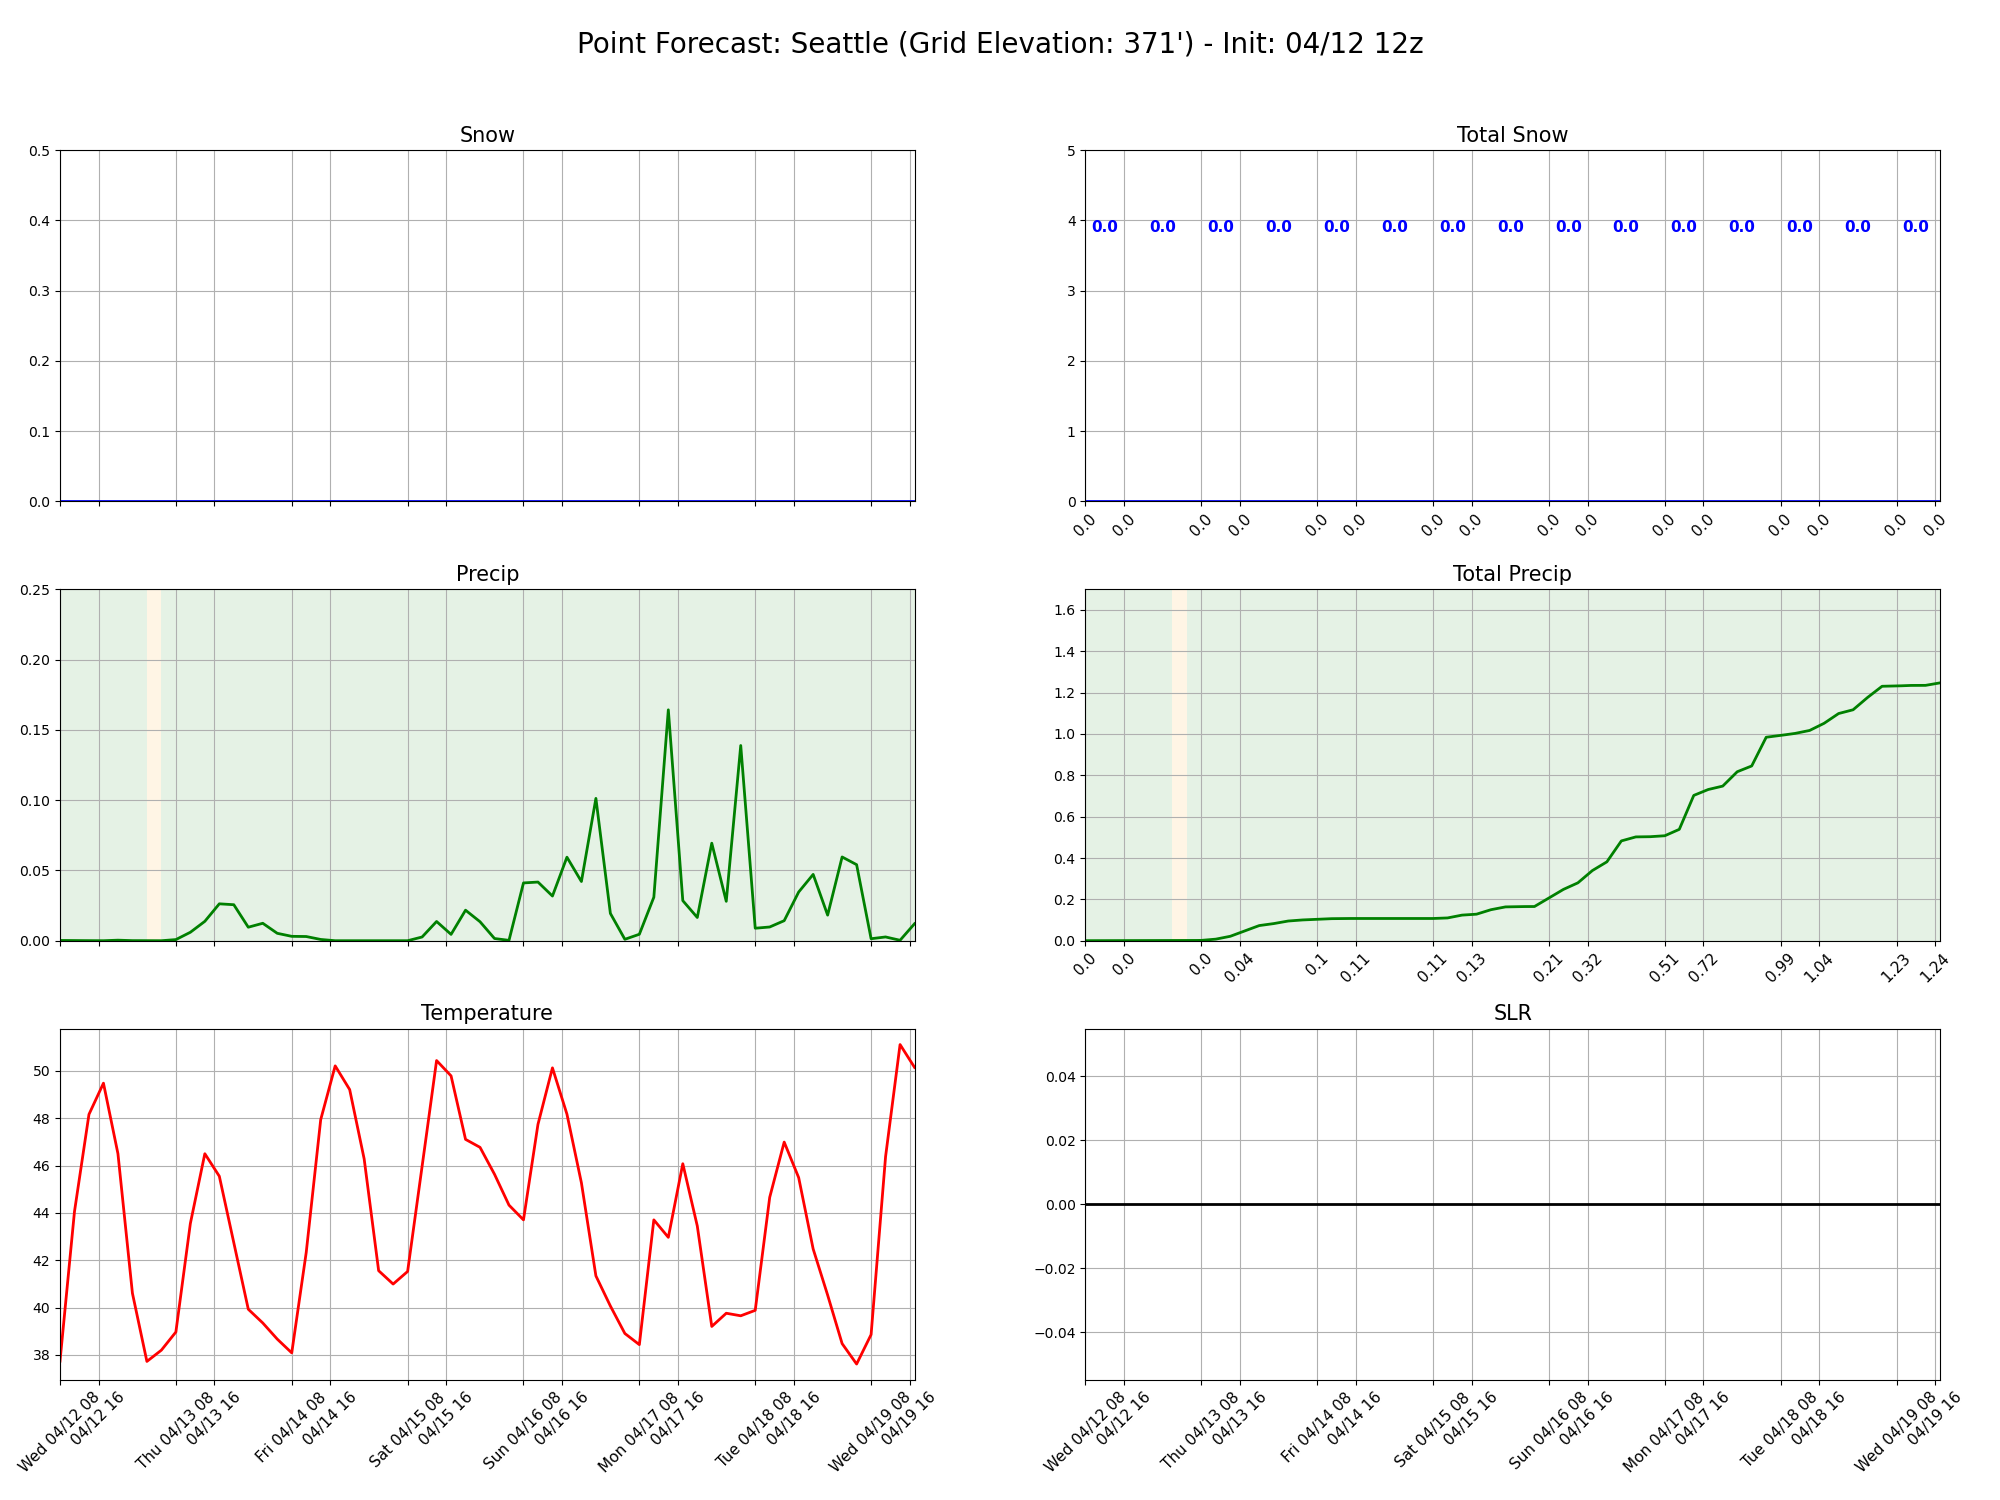 Point Forecast: Seattle (Grid Elevation: 371') - Init: 04/12 12z
Snow
0.5
0.4
0.3
0.2
0.1
0.0
Total Snow
5
4
3
2
1
0
0.0 0.0 0.0 0.0 0.0 0.0 0.0 0.0 0.0 0.0 0.0 0.0 0.0 0.0 0.0
0.0 0.0 0.0 0.0 0.0 0.0 0.0 0.0 0.0 0.0 0.0 0.0 0.0 0.0 0.0 0.0
Precip
0.25
0.20
0.15
0.10
0.05
0.00
Total Precip
1.6
1.4
1.2
1.0
0.8
0.6
0.4
0.2
0.0
0.0 0.0 0.0 0.04 0.1 0.11 0.11 0.13 0.21 0.32 0.51 0.72 0.99 1.04 1.23 1.24
Temperature
50
48
46
44
42
40
38
Wed 04/12 08
04/12 16
Thu 04/13 08
04/13 16
Fri 04/14 08
04/14 16
Sat 04/15 08
04/15 16
Sun 04/16 08
04/16 16
Mon 04/17 08
04/17 16
Tue 04/18 08
04/18 16
Wed 04/19 08
04/19 16
SLR
0.04
0.02
0.00
−0.02
−0.04
Wed 04/12 08
04/12 16
Thu 04/13 08
04/13 16
Fri 04/14 08
04/14 16
Sat 04/15 08
04/15 16
Sun 04/16 08
04/16 16
Mon 04/17 08
04/17 16
Tue 04/18 08
04/18 16
Wed 04/19 08
04/19 16